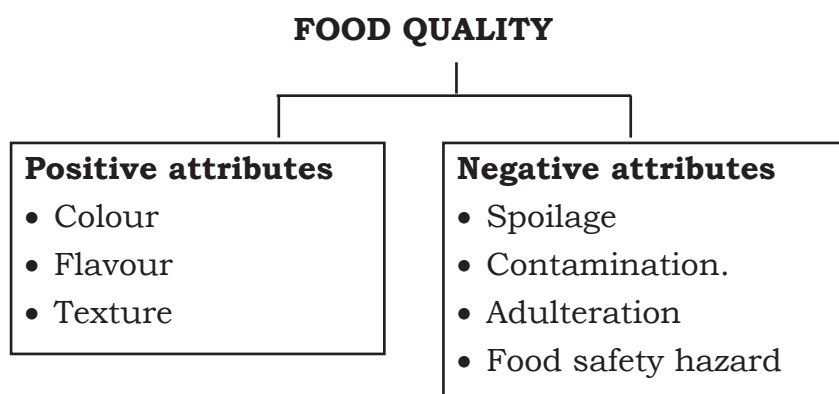 FOOD QUALITY
Positive attributes
• Colour
• Flavour
• Texture
Negative attributes
• Spoilage
• Contamination.
• Adulteration
• Food safety hazard